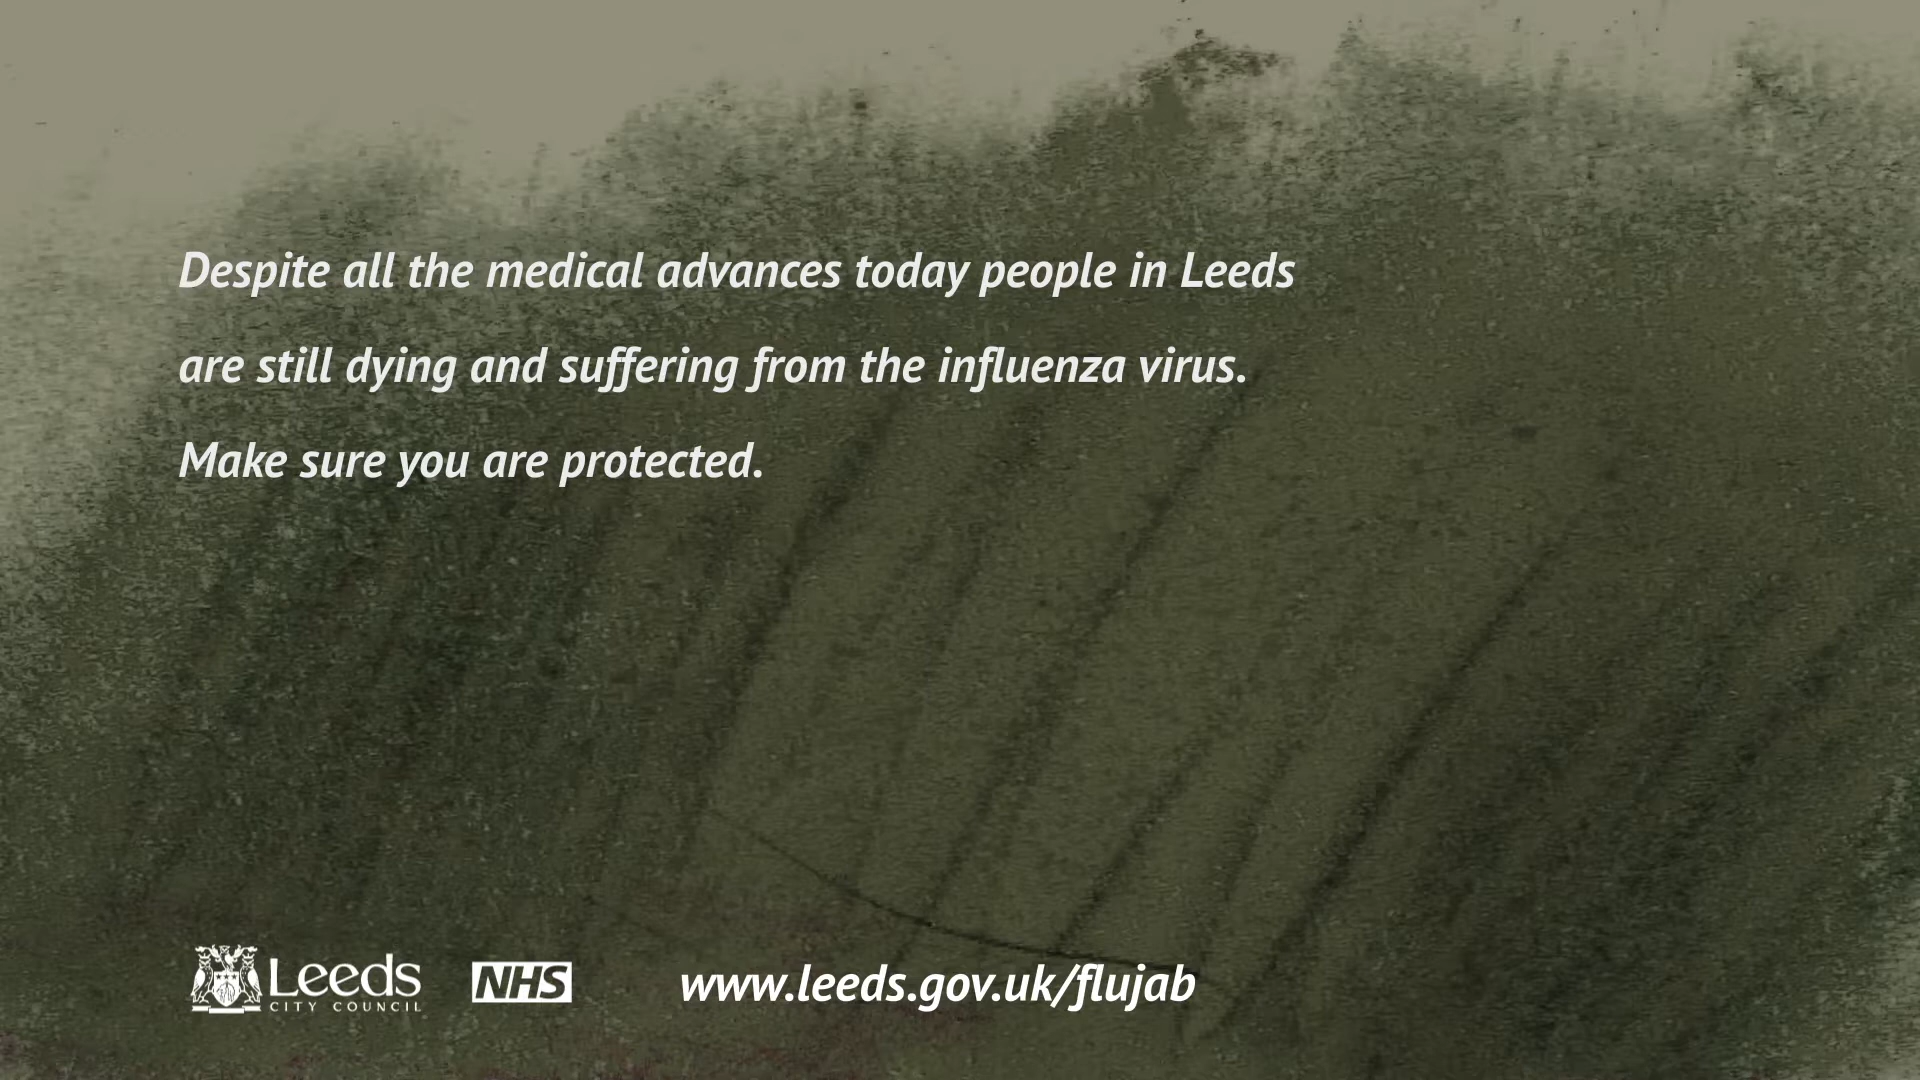 Despite all the medical advances today people in Leeds
are still dying and suffering from the influenza virus.
Make sure you are protected.
Leeds
CITY COUNCIL
NHS
www.leeds.gov.uk/flujab